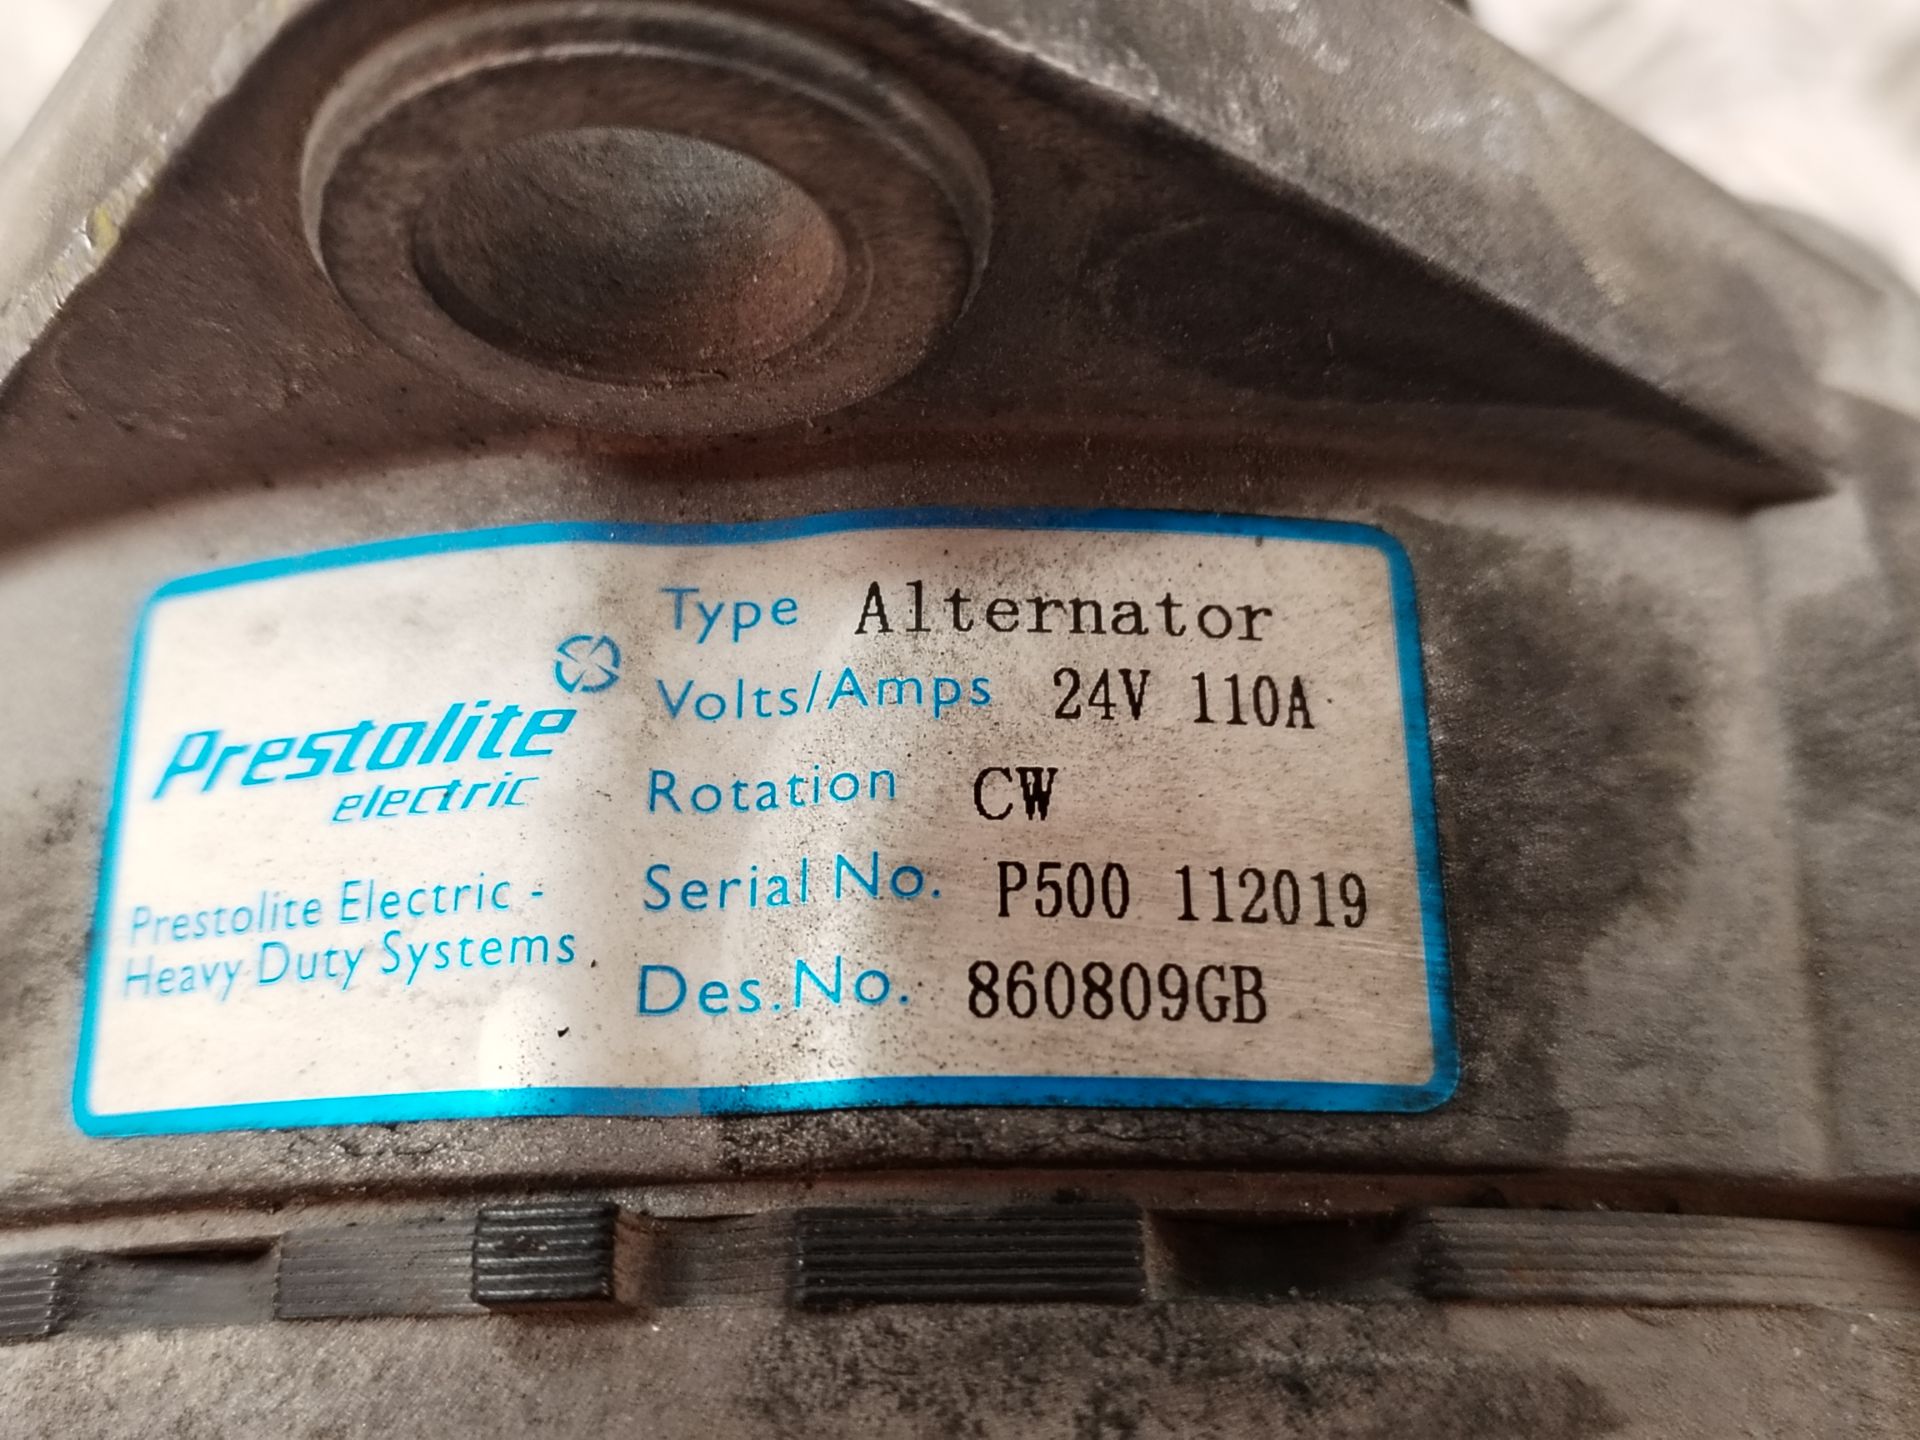 Prestolite
electric
Prestolite Electric -
Heavy Duty Systems
Type Alternator
Volts/Amps 24V 110A
Rotation CW
Serial No. P500 112019
Des.No. 860809GB